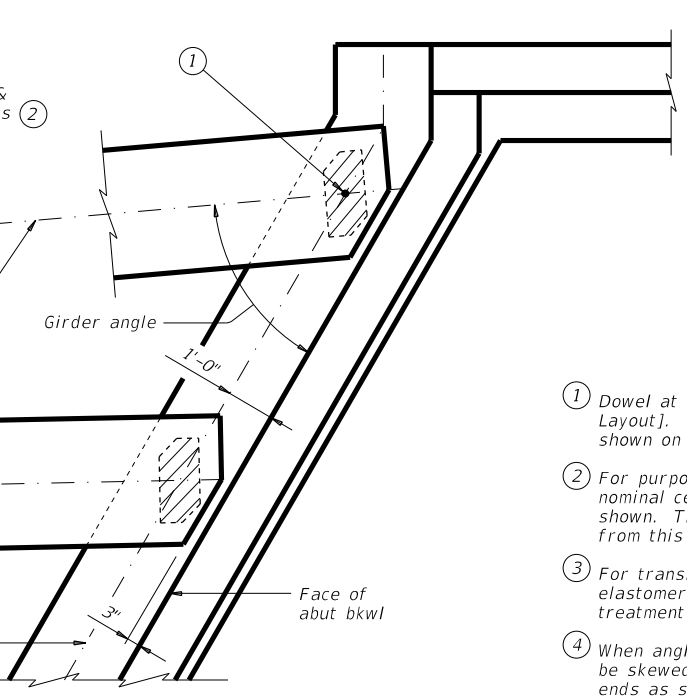 &
s 2
1
Girder angle
1'-0"
3"
Face of
abut bkwl
1 Dowel at
Layout].
shown on
2 For purpo
nominal ce
shown. T
from this
3 For trans
elastomer
treatment
4 When angl
be skewed
ends as s